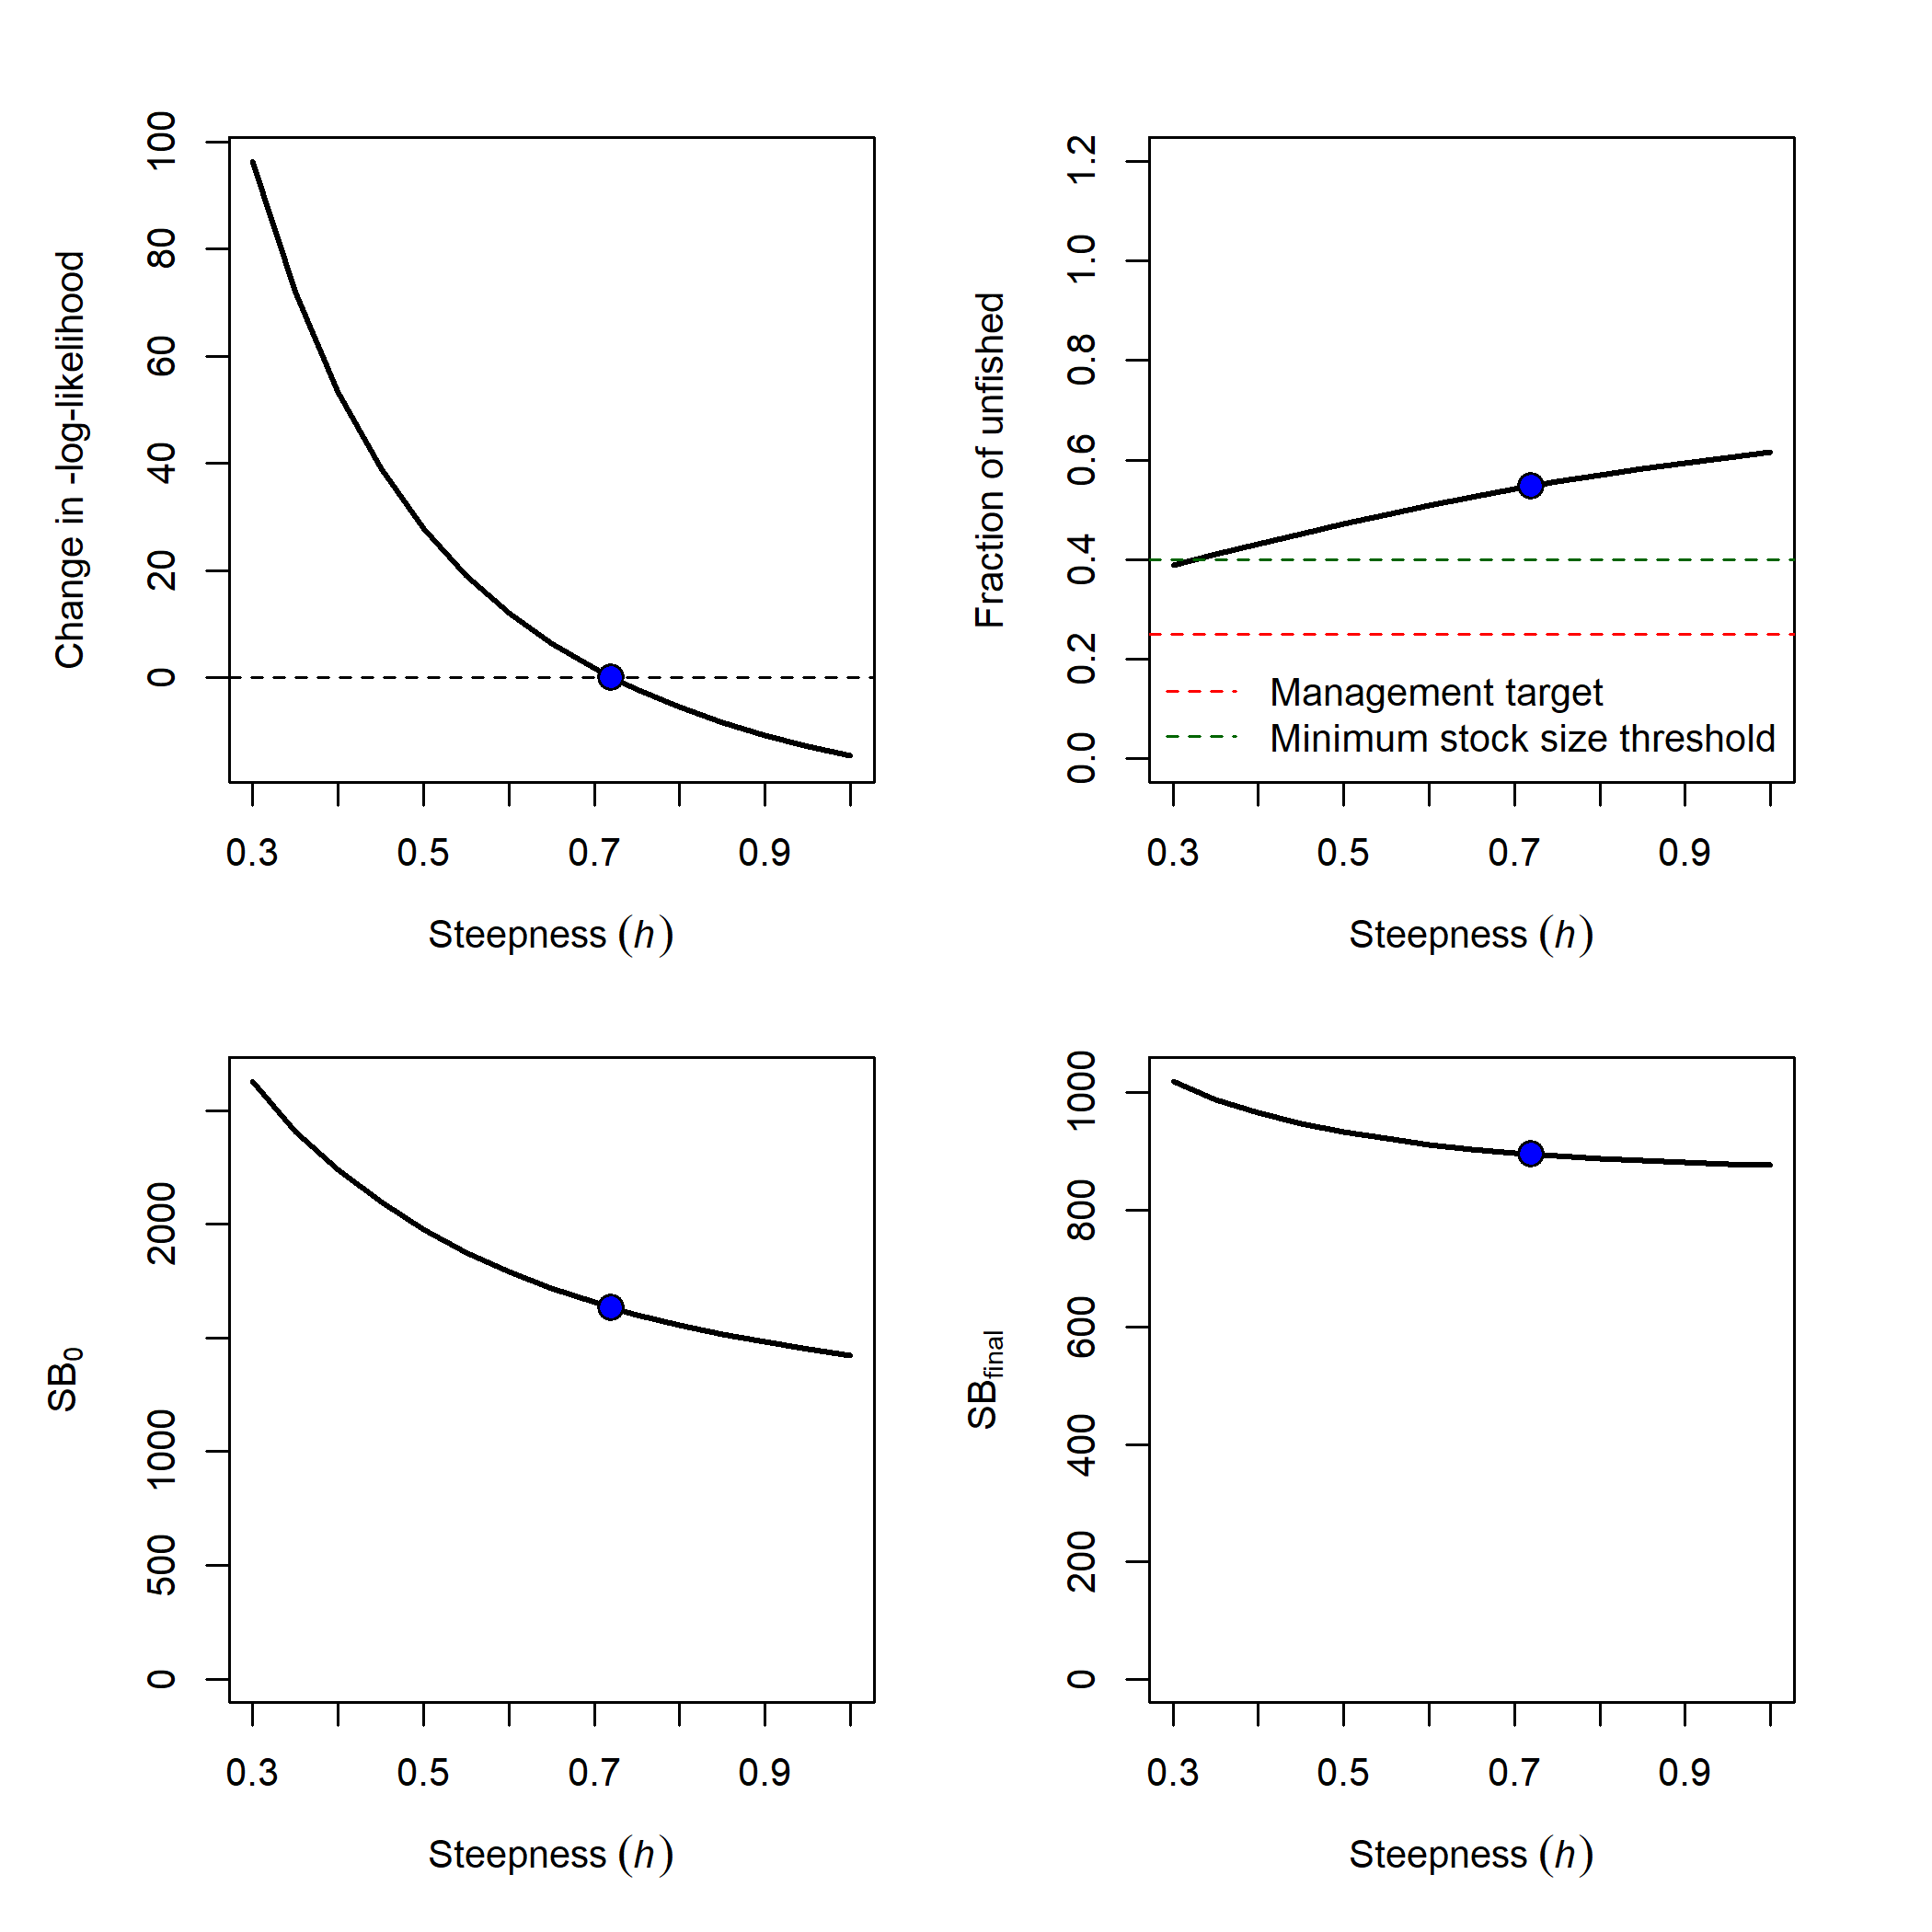 Change in -log-likelihood
100
80
60
40
20
0
0.3 0.5 0.7 0.9
Steepness (h)
Fraction of unfished
1.2
1.0
0.8
0.6
0.4
0.2
0.0
Management target
Minimum stock size threshold
0.3 0.5 0.7 0.9
Steepness (h)
SB0
2000
1000
500
0
0.3 0.5 0.7 0.9
Steepness (h)
SBfinal
1000
800
600
400
200
0
0.3 0.5 0.7 0.9
Steepness (h)